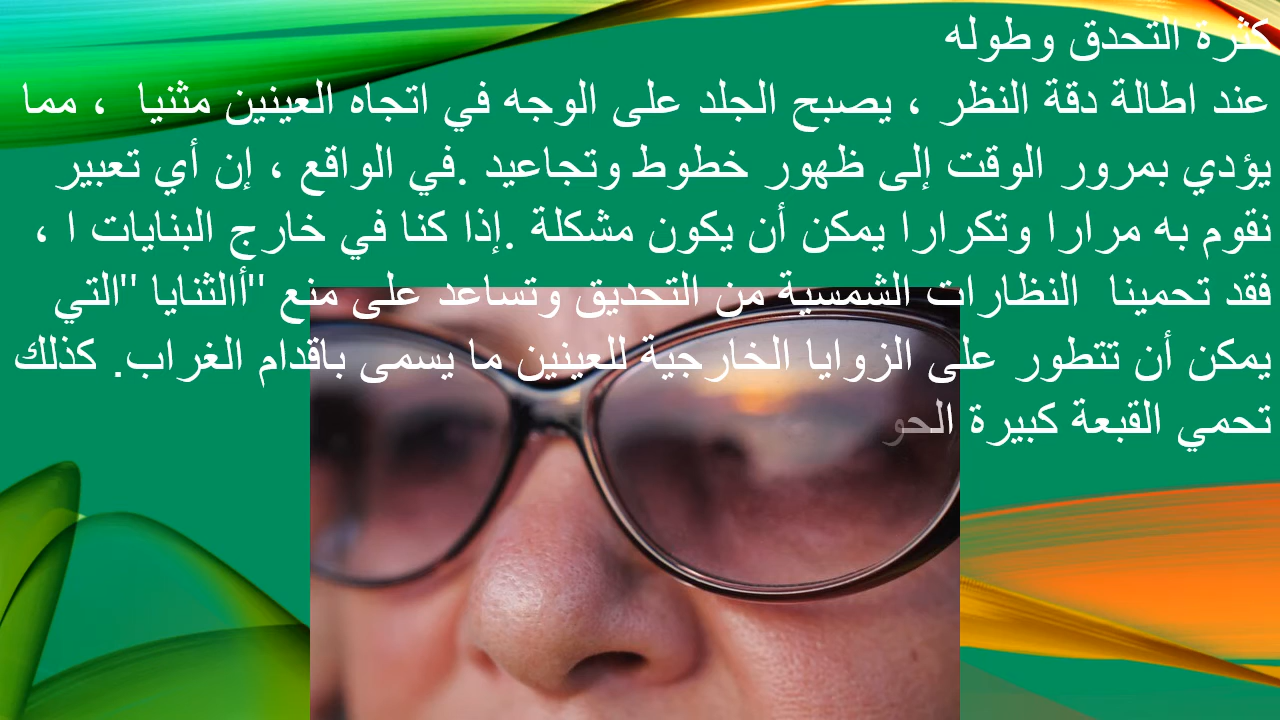 كثرة التحدق وطوله
عند اطالة دقة النظر ، يصبح الجلد على الوجه في اتجاه العينين مثنيا ، مما
يؤدي بمرور الوقت إلى ظهور خطوط وتجاعيد .في الواقع ، إن أي تعبير
نقوم به مرارا وتكرارا يمكن أن يكون مشكلة .إذا كنا في خارج البنايات ا ،
فقد تحمينا النظارات الشمسية من التحديق وتساعد على منع "أالثنايا "التي
يمكن أن تتطور على الزوايا الخارجية للعينين ما يسمى باقدام الغراب. كذلك
تحمي القبعة كبيرة الحو